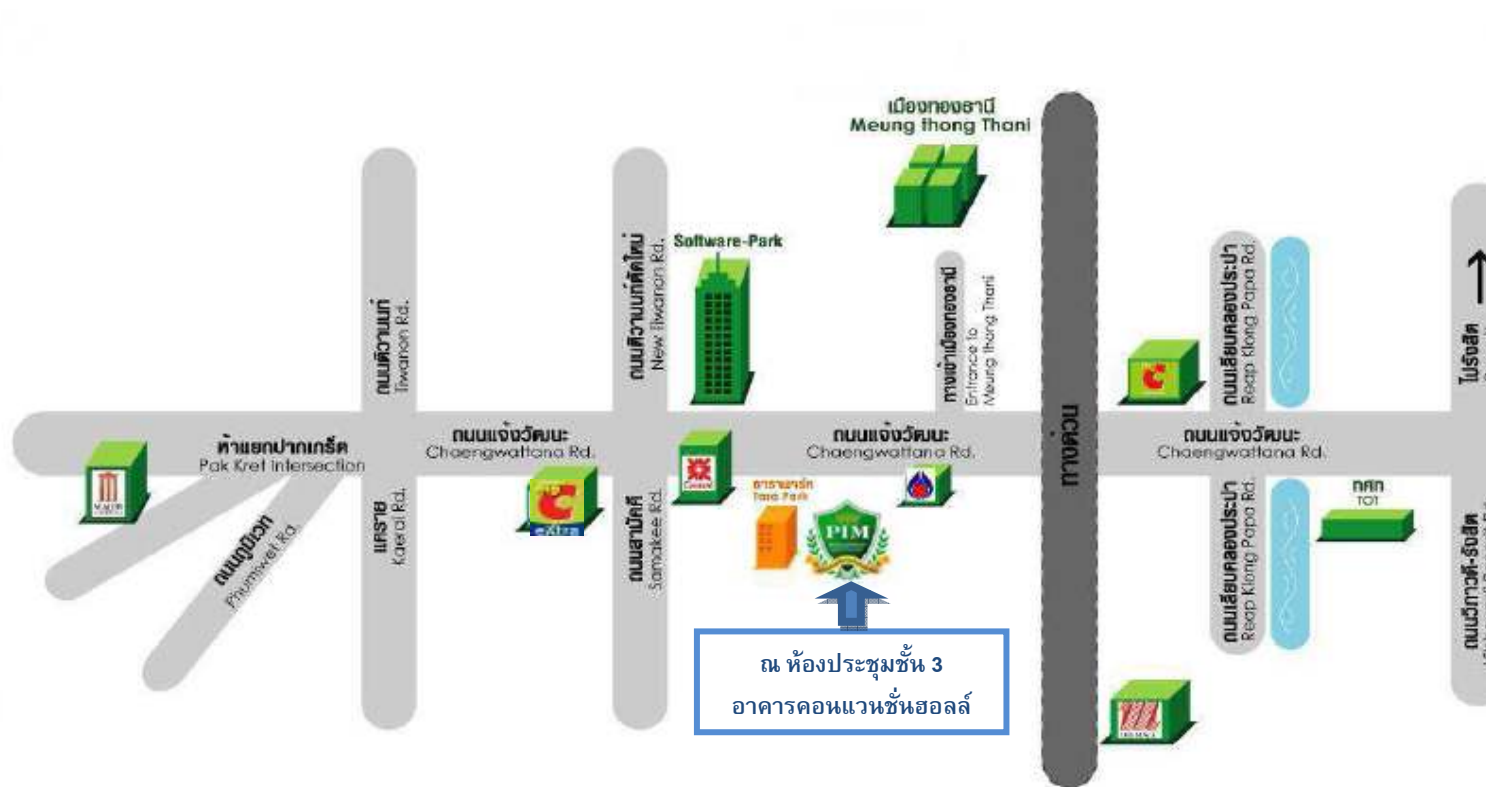 เมืองทองธานี
Meung thong Thani
Software-Park
ถนนติวานนท์
Tiwanon Rd.
ถนนติวานนท์ตัดใหม่
New Tiwanon Rd.
ทางเข้าเมืองทองธานี
Entrance to
Meung thong Thani
ทางด่วน
ถนนเลียบคลองประปา
Reap Klong Papa Rd.
ไปรังสิต
ห้าแยกปากเกร็ด
Pak Kret Intersection
ถนนแจ้งวัฒนะ
Chaengwattana Rd.
ถนนแจ้งวัฒนะ
Chaengwattana Rd.
ถนนแจ้งวัฒนะ
Chaengwattana Rd.
ถนนภูมิเวท
Phumiwet Rd.
แคราย
Kaerai Rd.
C
extra
ถนนสามัคคี
Samakee Rd.
Central
ธาราพาร์ค
Tara Park
PIM
C
ถนนเลียบคลองประปา
Reap Klong Papa Rd.
ทศท
TOT
ถนนวิภาวดี-รังสิต
ณ ห้องประชุมชั้น 3
อาคารคอนแวนชั่นฮอลล์